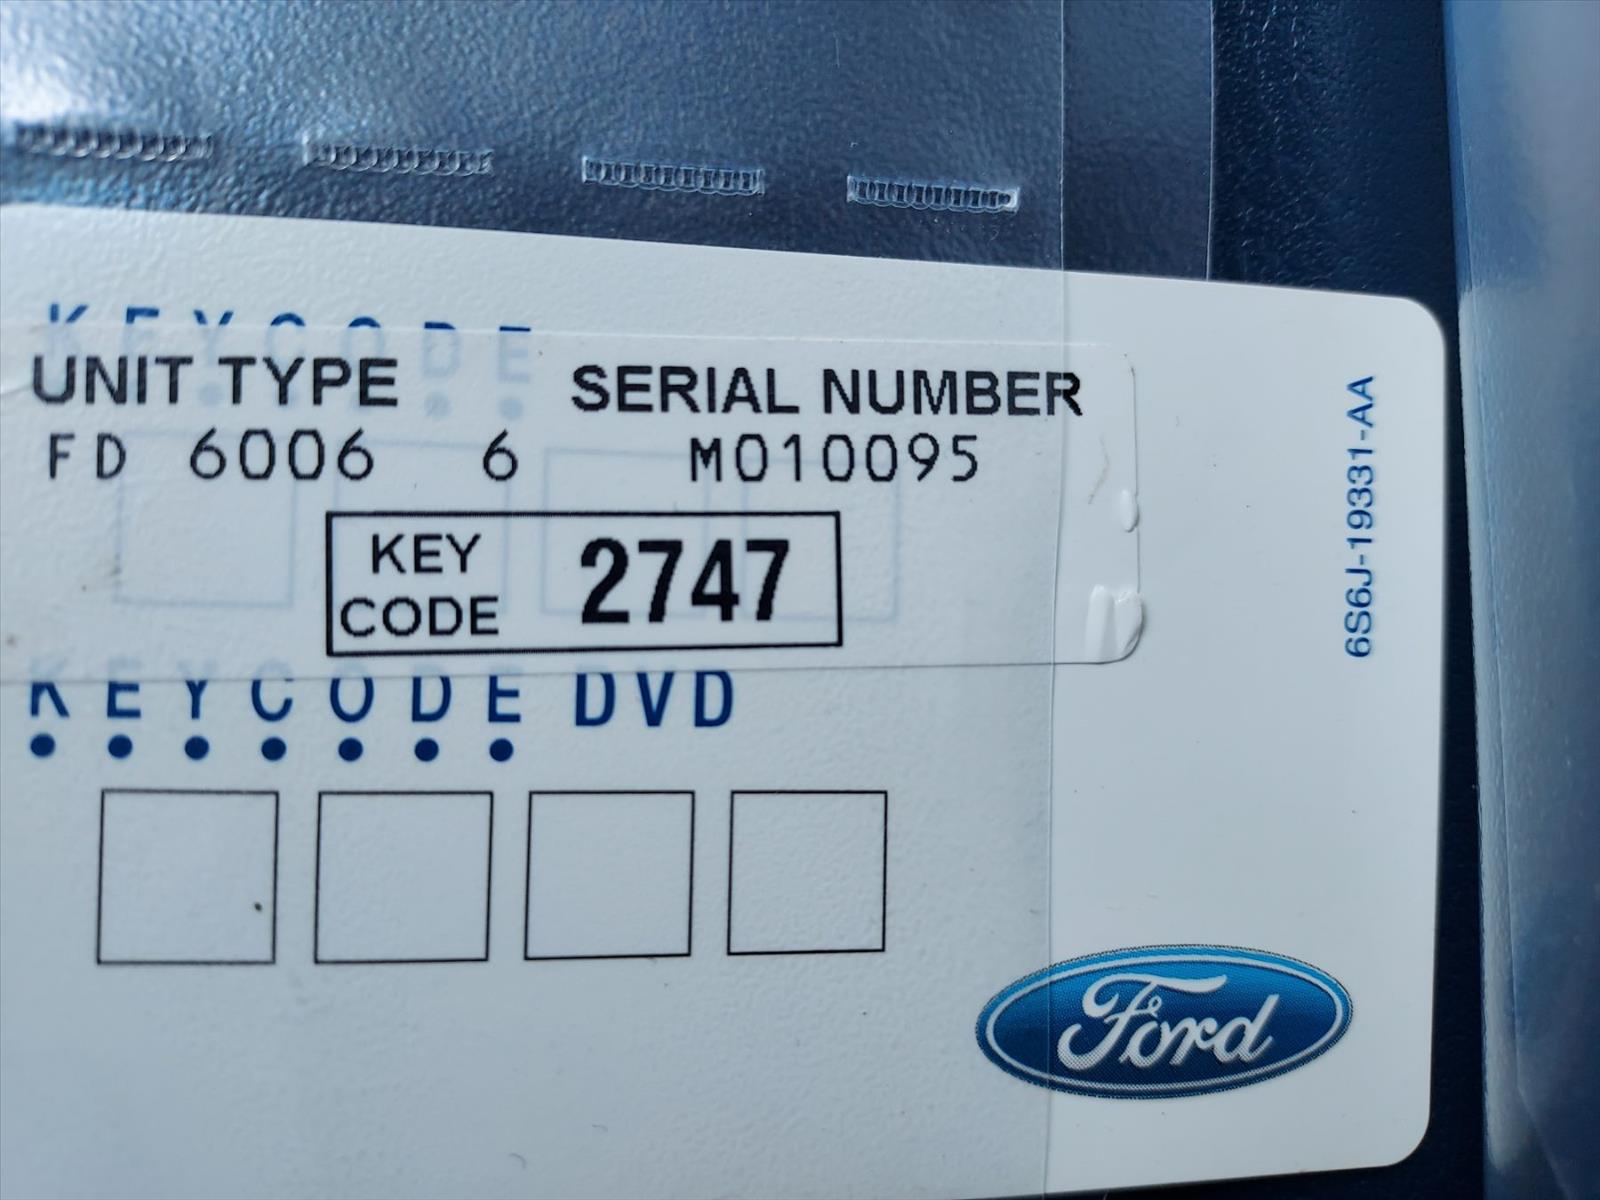 KEYCODE
UNIT TYPE SERIAL NUMBER
FD 6006 6 M010095
KEY CODE 2747
KEYCODE DVD
6S6J-19331-AA
Ford